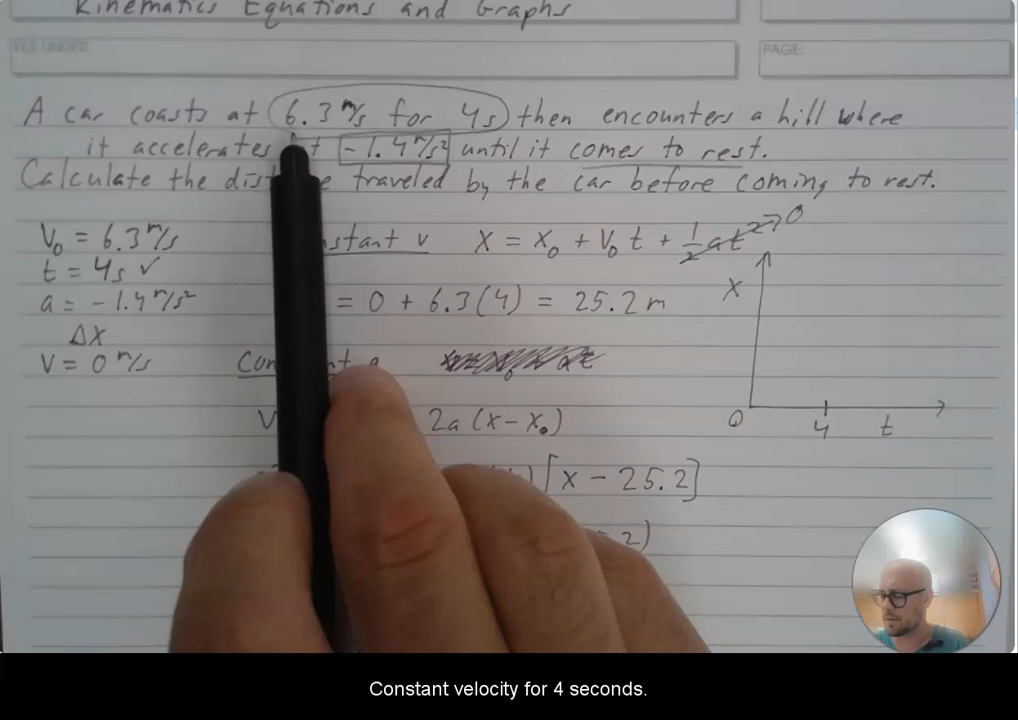 Kinematics Equations and Graphs
FILE UNDER:
PAGE:
A car coasts at 6.3 m/s for 4s then encounters a hill where
it accelerates -1.4 m/s² until it comes to rest.
Calculate the traveled by the car before coming to rest.
V₀ = 6.3 m/s
t = 4s ✓
a = -1.4 m/s²
ΔX
V = 0 m/s
v X = X₀ + V₀ t + ½at² → 0
= 0 + 6.3(4) = 25.2 m
a
2a (X - X₀)
[X - 25.2]
2)
X
0
4
t
Constant velocity for 4 seconds.